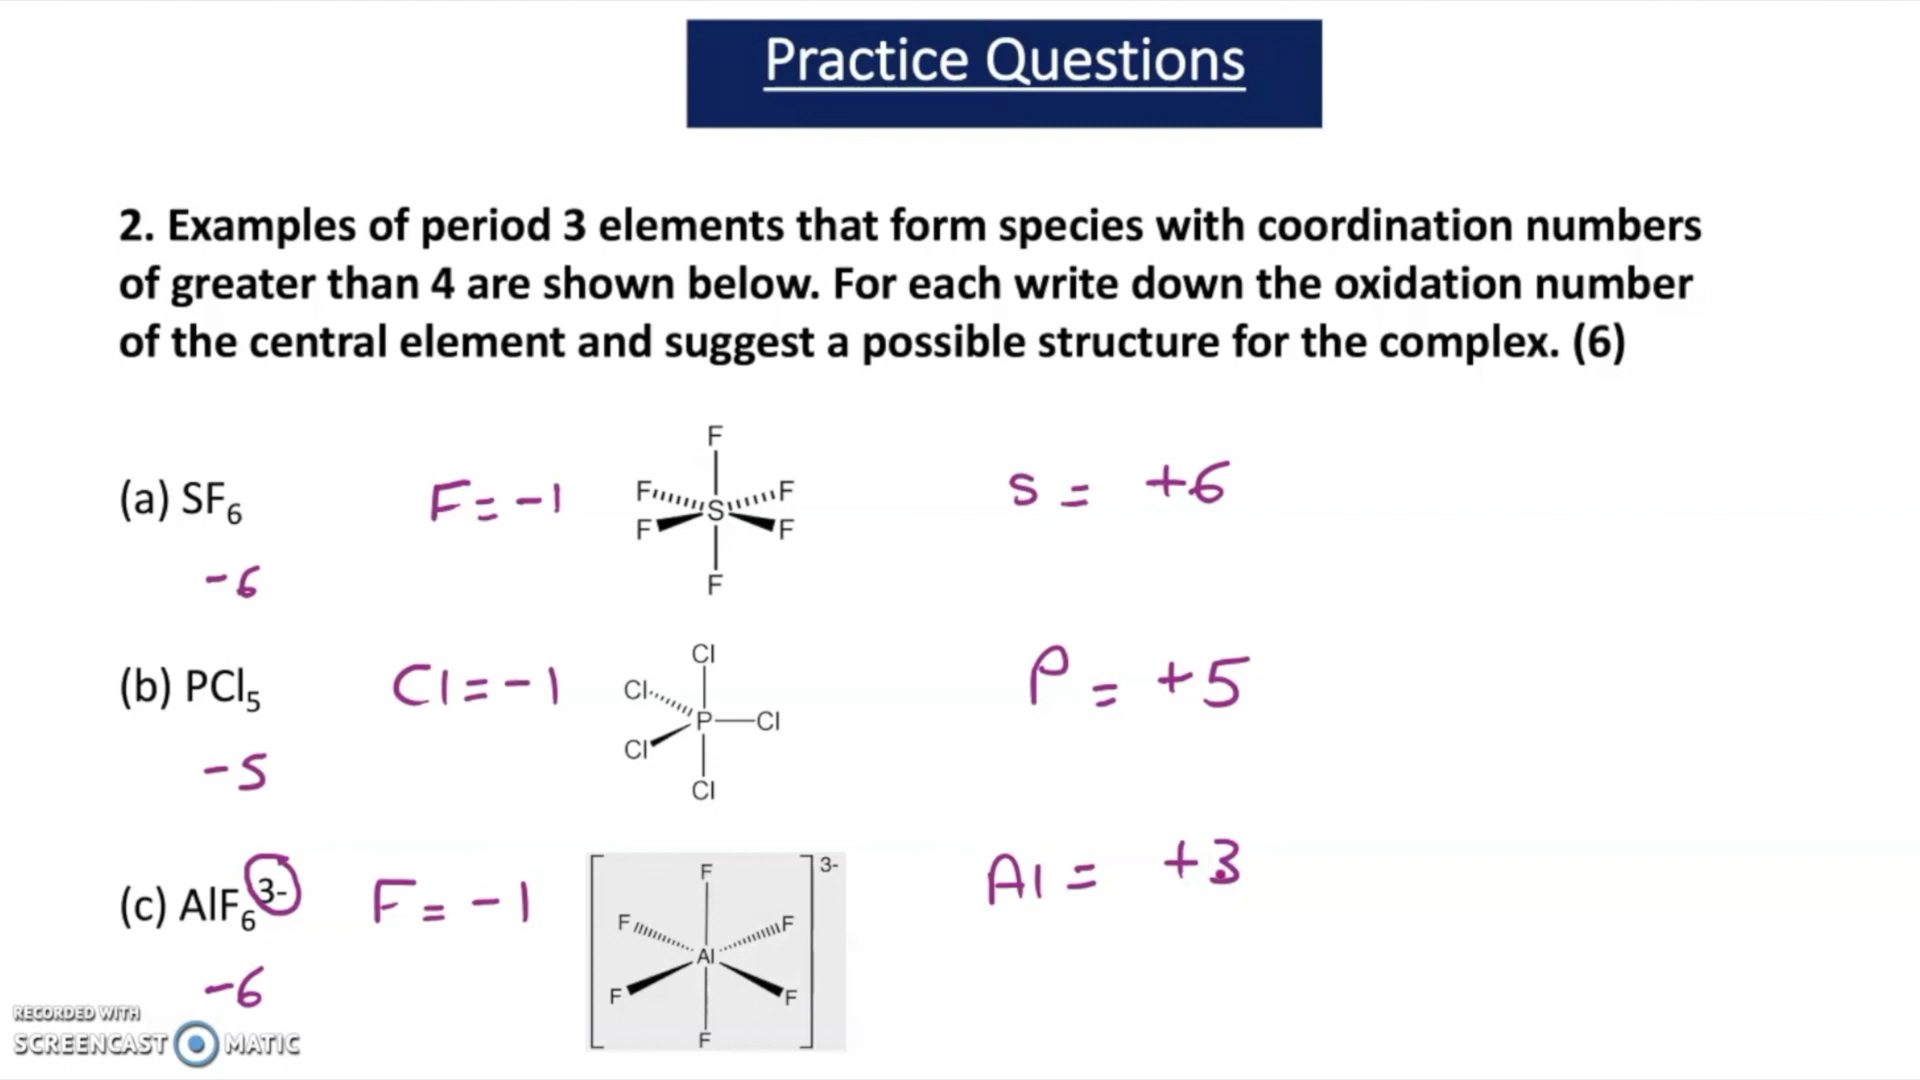 Practice Questions
2. Examples of period 3 elements that form species with coordination numbers
of greater than 4 are shown below. For each write down the oxidation number
of the central element and suggest a possible structure for the complex. (6)
F
(a) SF₆ F = -1 F F S = +6
S
F F
-6
F
Cl
(b) PCl₅ Cl = -1 Cl P = +5
P Cl
Cl
-5
Cl
3-
(c) AlF₆³⁻ F = -1 F Al = +3
F F
Al
-6 F F
F
RECORDED WITH
SCREENCAST MATIC